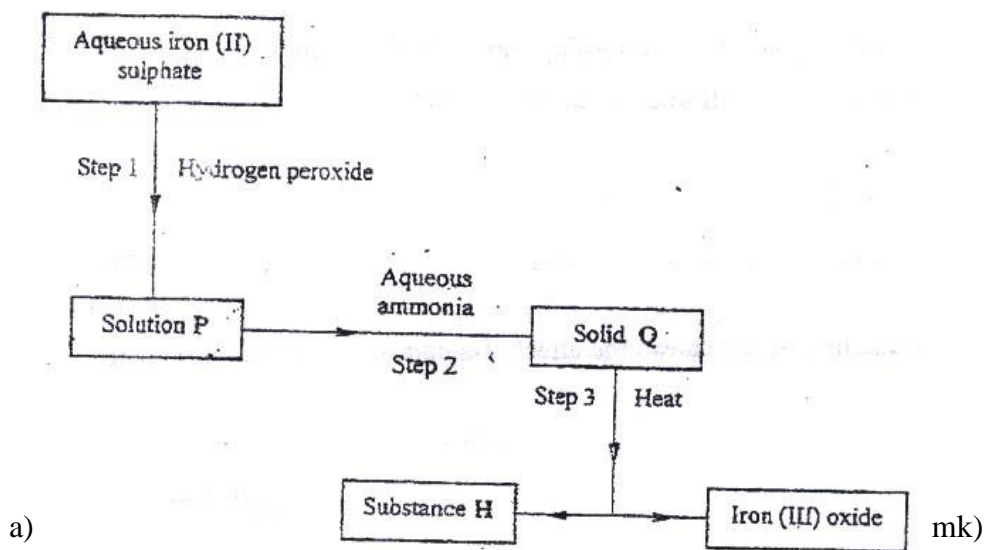 Aqueous iron (II)
sulphate
Step 1 Hydrogen peroxide
Aqueous
ammonia
Solution P
Solid Q
Step 2
Step 3 Heat
Substance H
Iron (III) oxide
a)
mk)